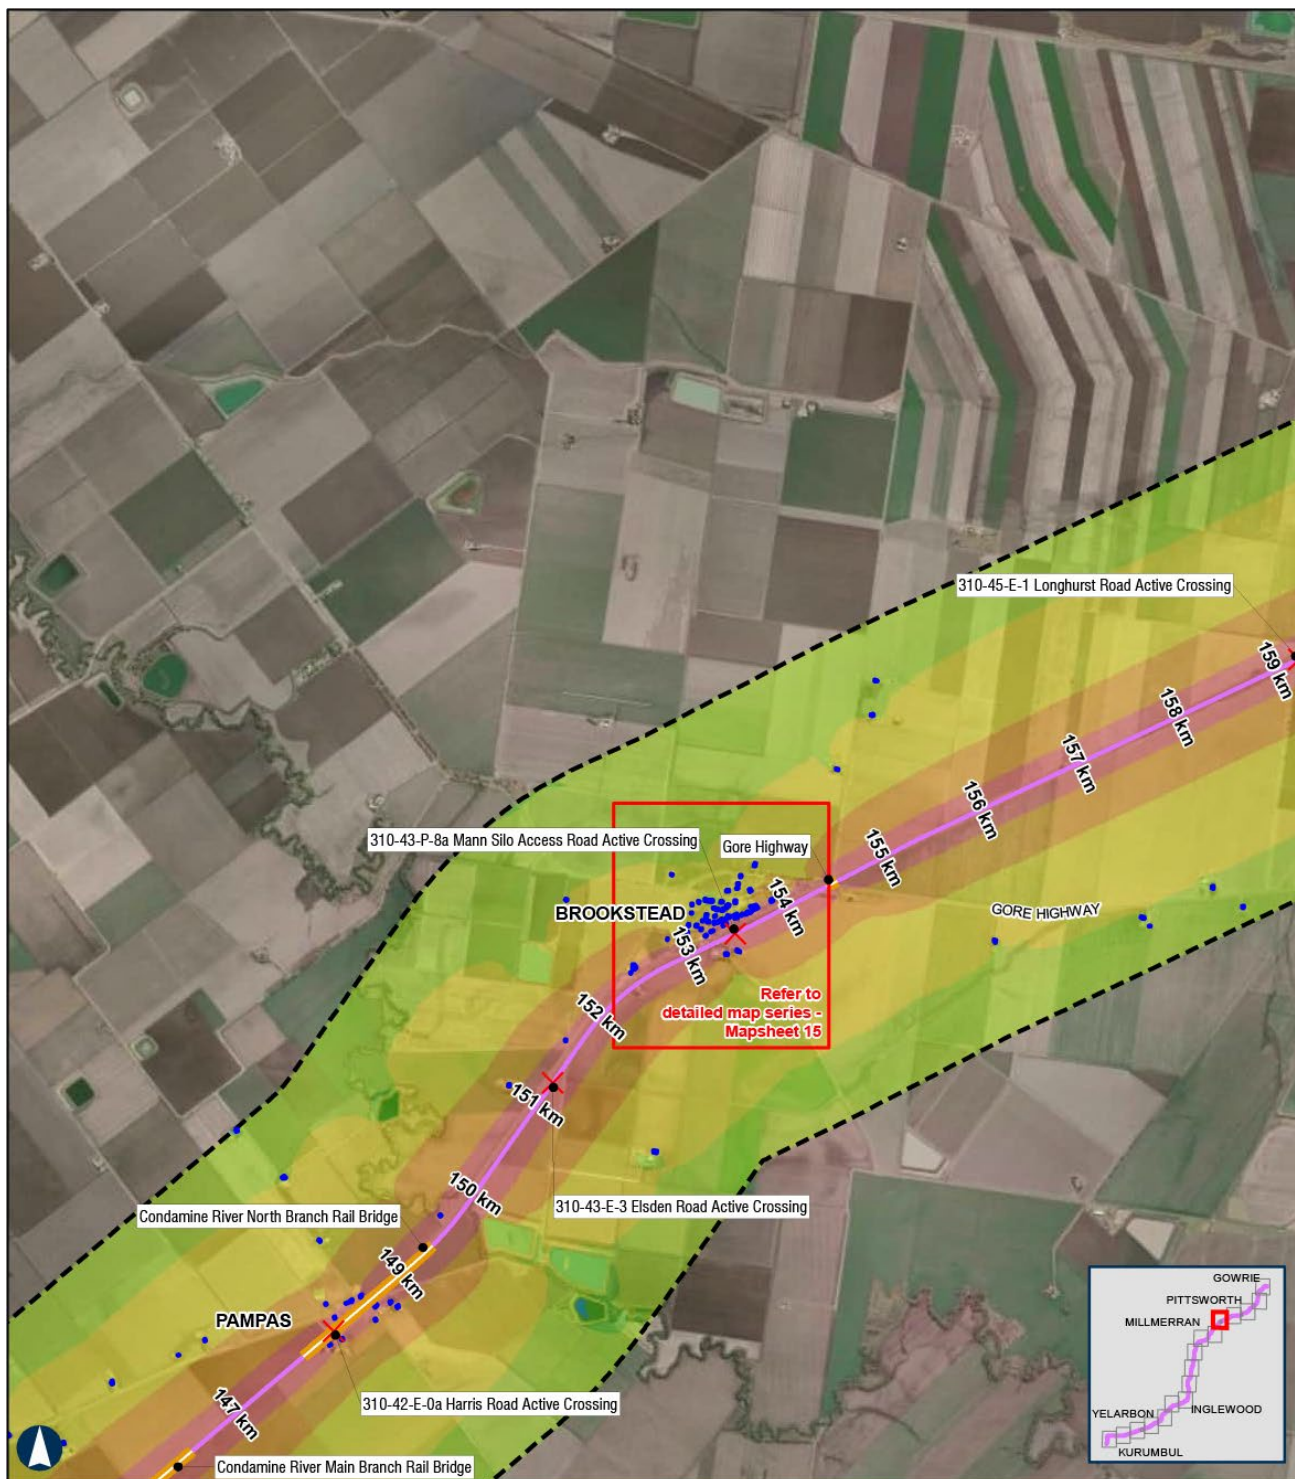 310-45-E-1 Longhurst Road Active Crossing
159 km
158 km
157 km
156 km
155 km
310-43-P-8a Mann Silo Access Road Active Crossing
Gore Highway
154 km
BROOKSTEAD
GORE HIGHWAY
153 km
Refer to
detailed map series -
Mapsheet 15
152 km
151 km
150 km
310-43-E-3 Elsden Road Active Crossing
Condamine River North Branch Rail Bridge
149 km
PAMPAS
310-42-E-0a Harris Road Active Crossing
147 km
Condamine River Main Branch Rail Bridge
GOWRIE
PITTSWORTH
MILLMERRAN
INGLEWOOD
YELARBON
KURUMBUL